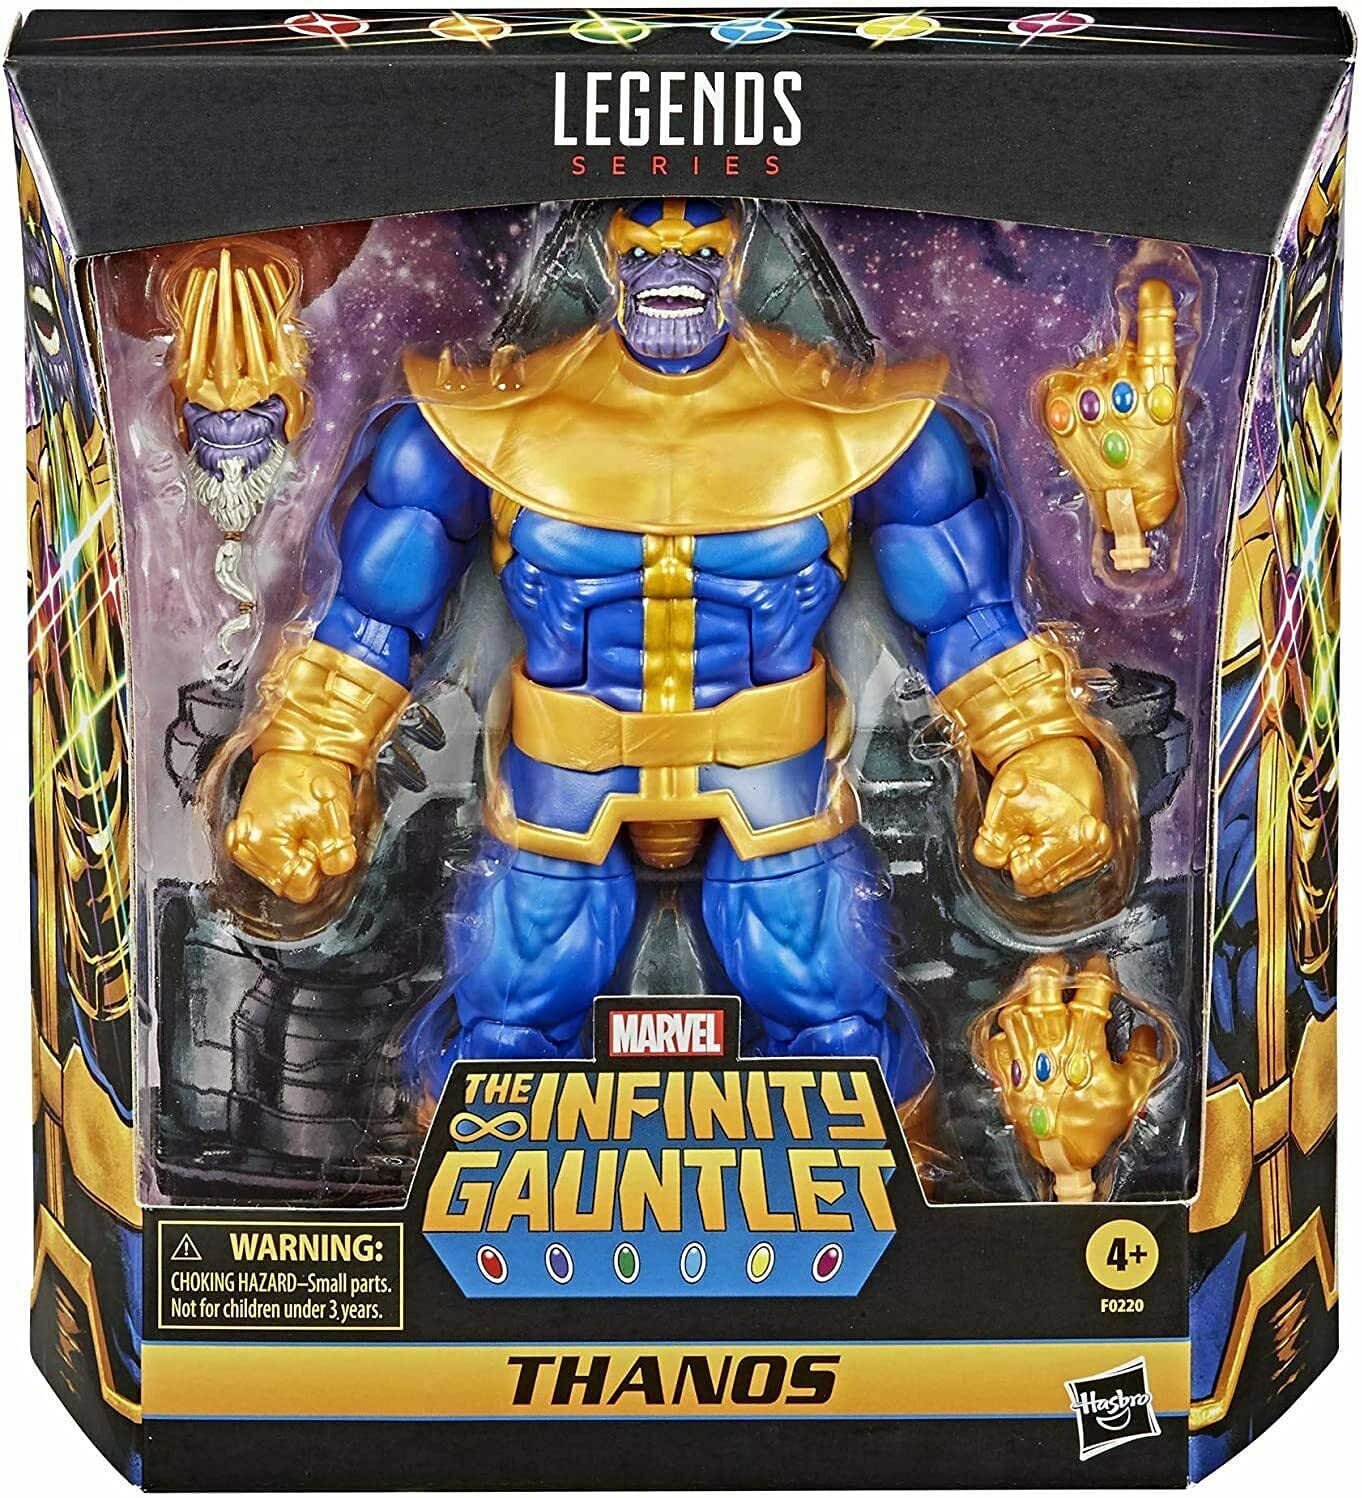 LEGENDS
SERIES
MARVEL
THE INFINITY
GAUNTLET
WARNING:
CHOKING HAZARD–Small parts.
Not for children under 3 years.
4+
F0220
THANOS
Hasbro